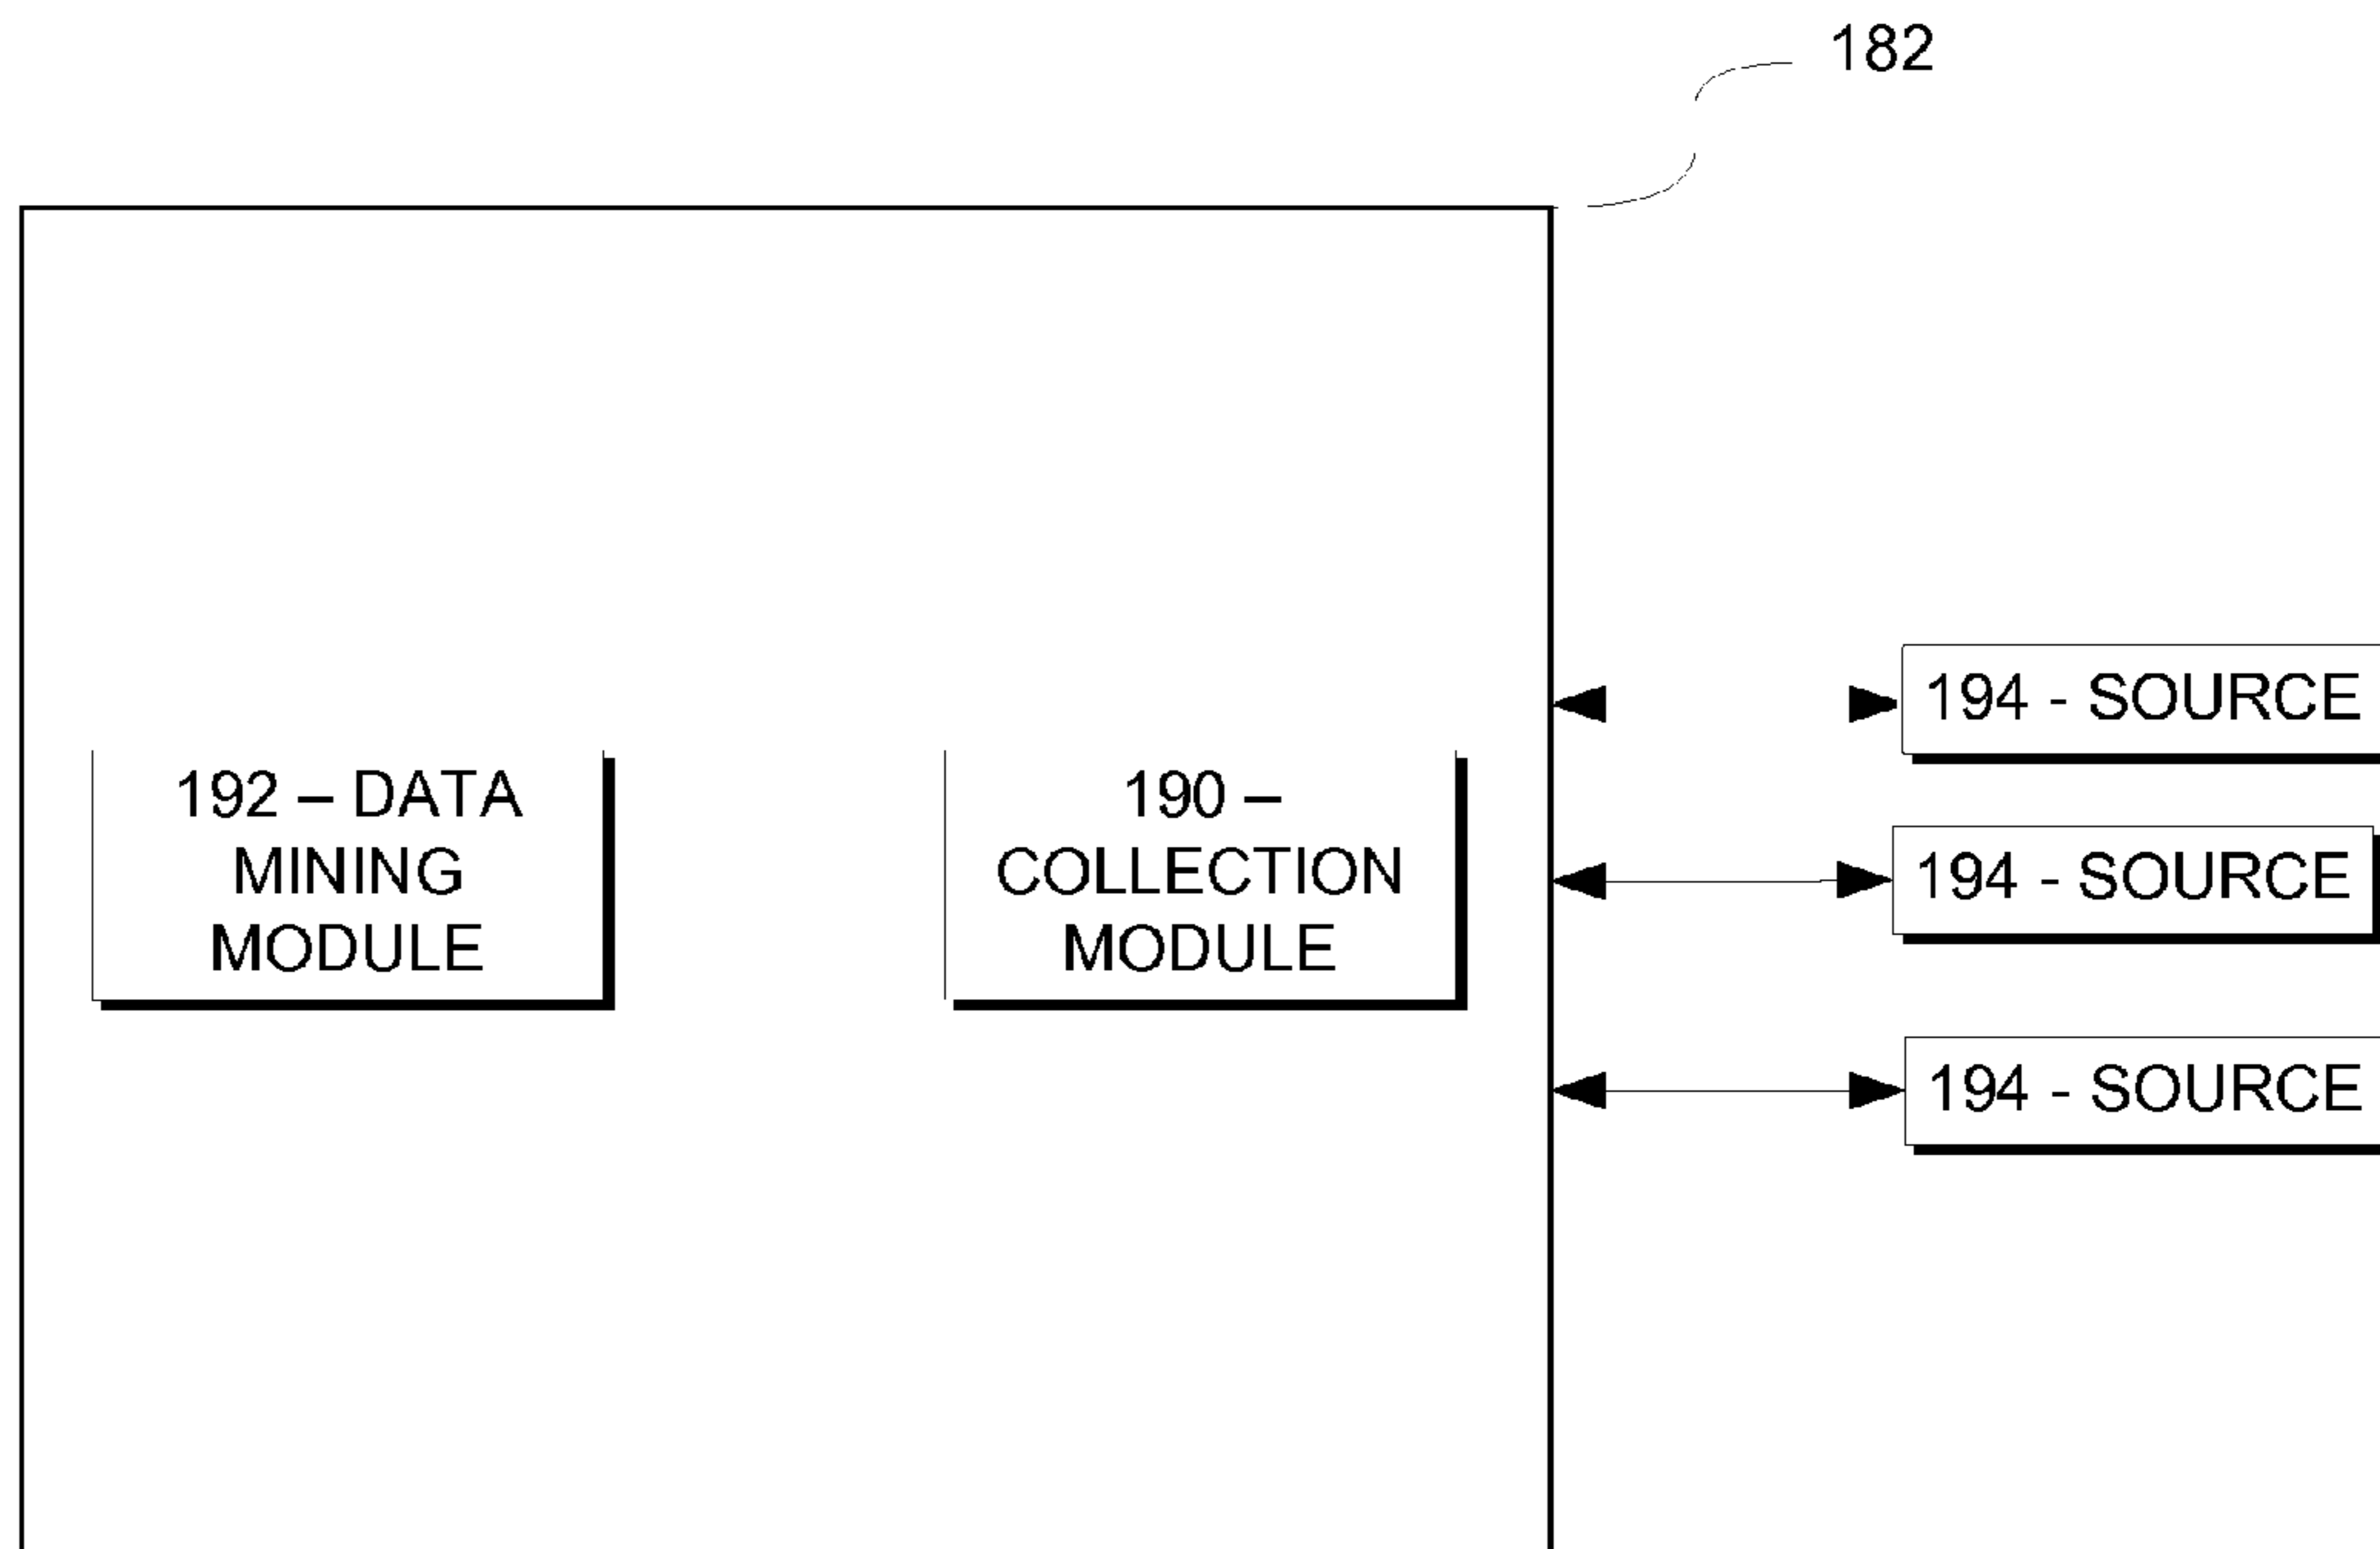 182
194 - SOURCE
192 – DATA
MINING
MODULE
190 –
COLLECTION
MODULE
194 - SOURCE
194 - SOURCE